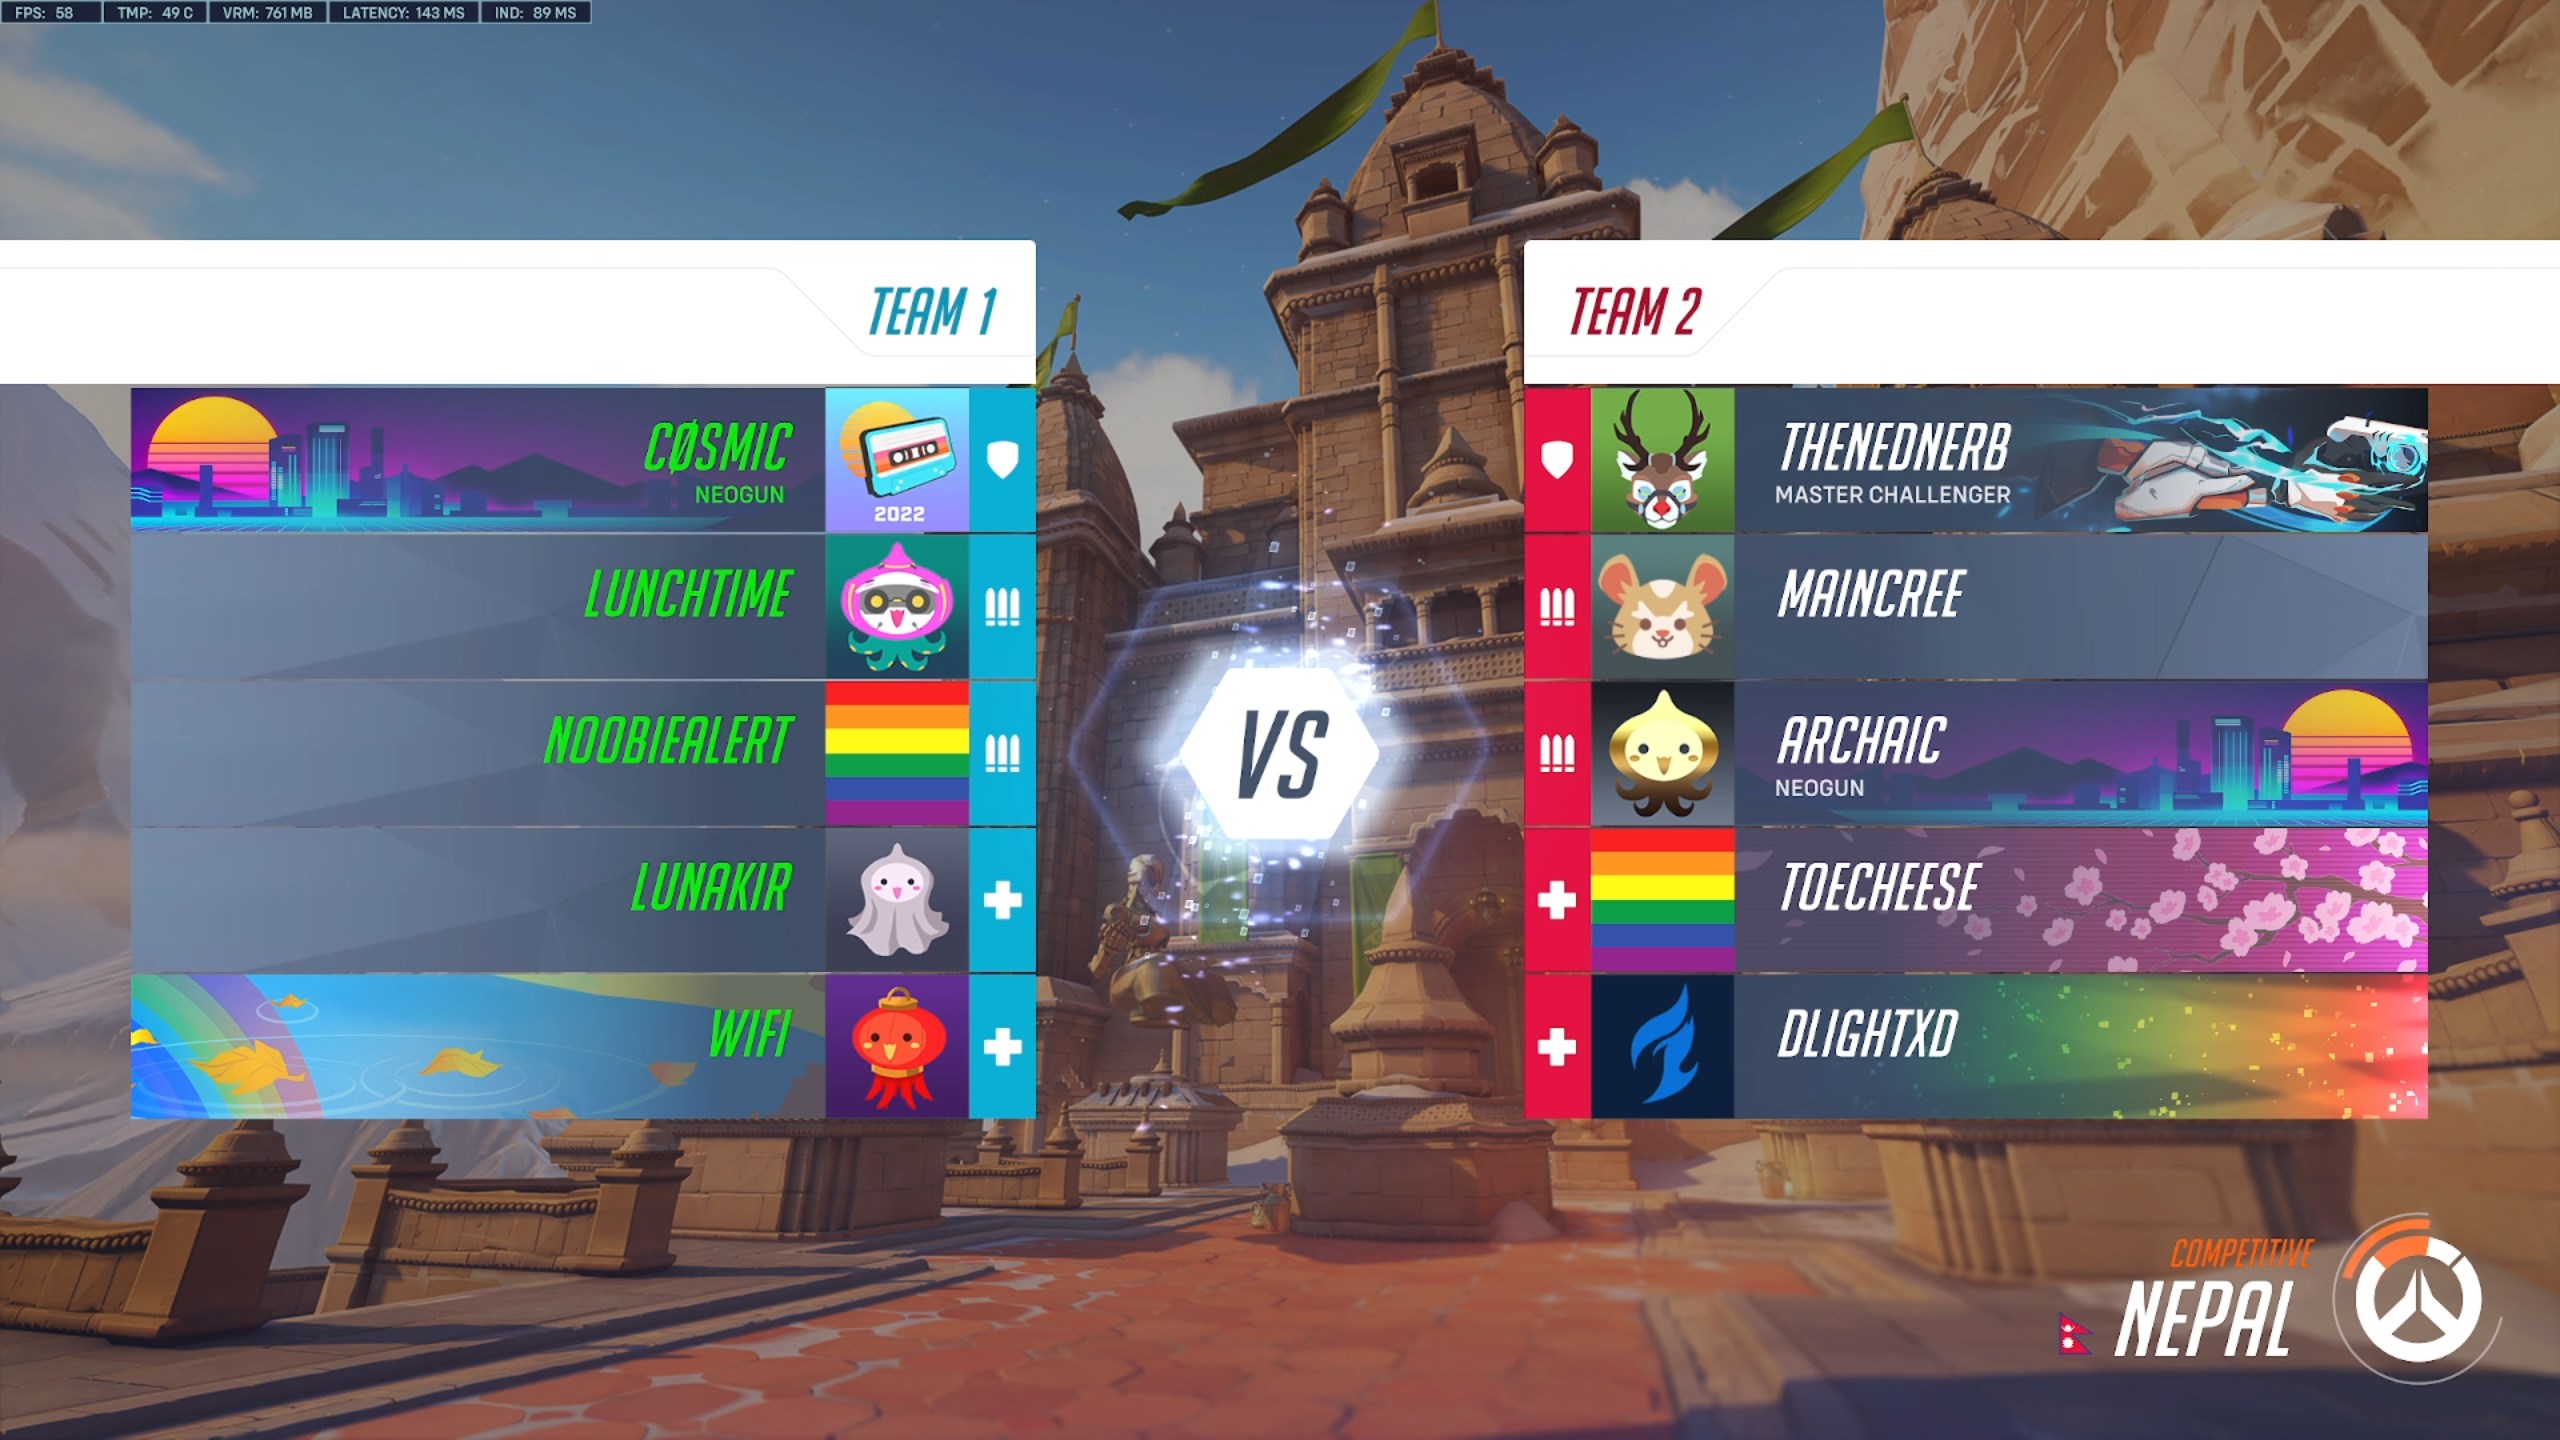 FPS: 58 TMP: 49 C VRM: 761 MB LATENCY: 143 MS IND: 89 MS
TEAM 1
CØSMIC
NEOGUN
2022
LUNCHTIME
NOOBIEALERT
LUNAKIR
WIFI
VS
TEAM 2
THENEDNERB
MASTER CHALLENGER
MAINCREE
ARCHAIC
NEOGUN
TOECHEESE
DLIGHTXD
COMPETITIVE
NEPAL